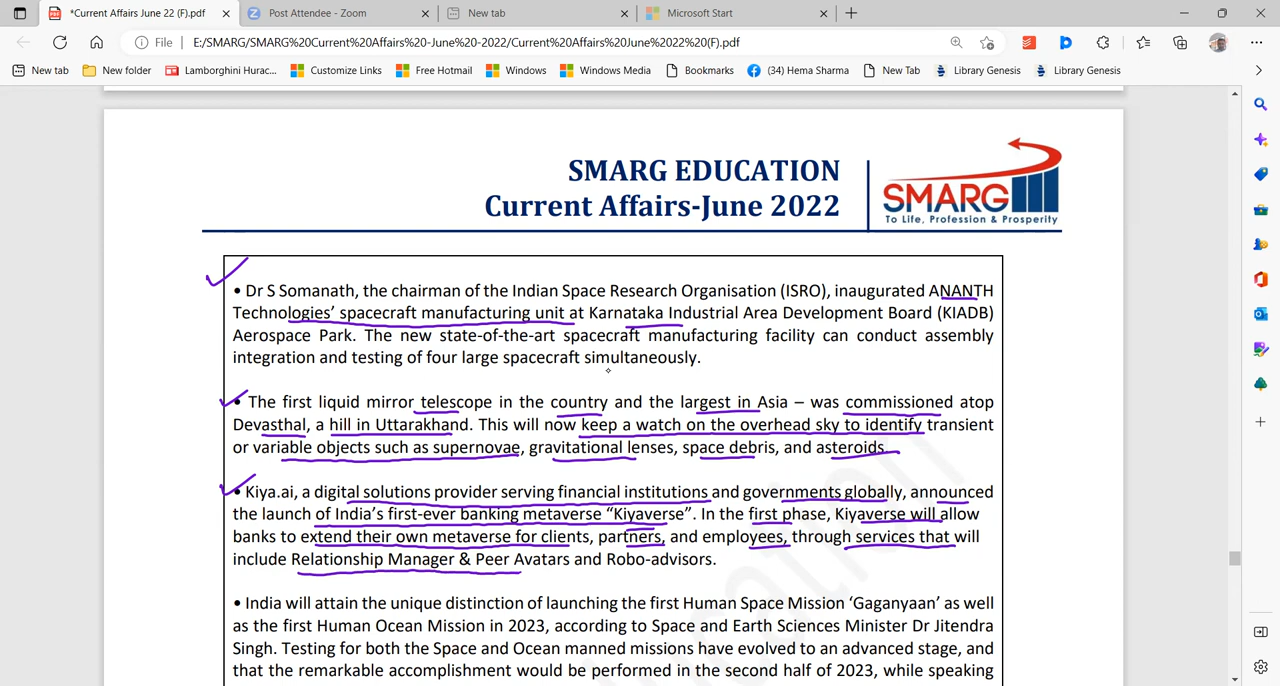 *Current Affairs June 22 (F).pdf
Post Attendee - Zoom
New tab
Microsoft Start
File
E:/SMARG/SMARG%20Current%20Affairs%20-June%20-2022/Current%20Affairs%20June%2022%20(F).pdf
New tab
New folder
Lamborghini Hurac...
Customize Links
Free Hotmail
Windows
Windows Media
Bookmarks
(34) Hema Sharma
New Tab
Library Genesis
Library Genesis
SMARG EDUCATION
Current Affairs-June 2022
SMARG
To Life, Profession & Prosperity
• Dr S Somanath, the chairman of the Indian Space Research Organisation (ISRO), inaugurated ANANTH
Technologies’ spacecraft manufacturing unit at Karnataka Industrial Area Development Board (KIADB)
Aerospace Park. The new state-of-the-art spacecraft manufacturing facility can conduct assembly
integration and testing of four large spacecraft simultaneously.
• The first liquid mirror telescope in the country and the largest in Asia – was commissioned atop
Devasthal, a hill in Uttarakhand. This will now keep a watch on the overhead sky to identify transient
or variable objects such as supernovae, gravitational lenses, space debris, and asteroids.
• Kiya.ai, a digital solutions provider serving financial institutions and governments globally, announced
the launch of India’s first-ever banking metaverse “Kiyaverse”. In the first phase, Kiyaverse will allow
banks to extend their own metaverse for clients, partners, and employees, through services that will
include Relationship Manager & Peer Avatars and Robo-advisors.
• India will attain the unique distinction of launching the first Human Space Mission ‘Gaganyaan’ as well
as the first Human Ocean Mission in 2023, according to Space and Earth Sciences Minister Dr Jitendra
Singh. Testing for both the Space and Ocean manned missions have evolved to an advanced stage, and
that the remarkable accomplishment would be performed in the second half of 2023, while speaking